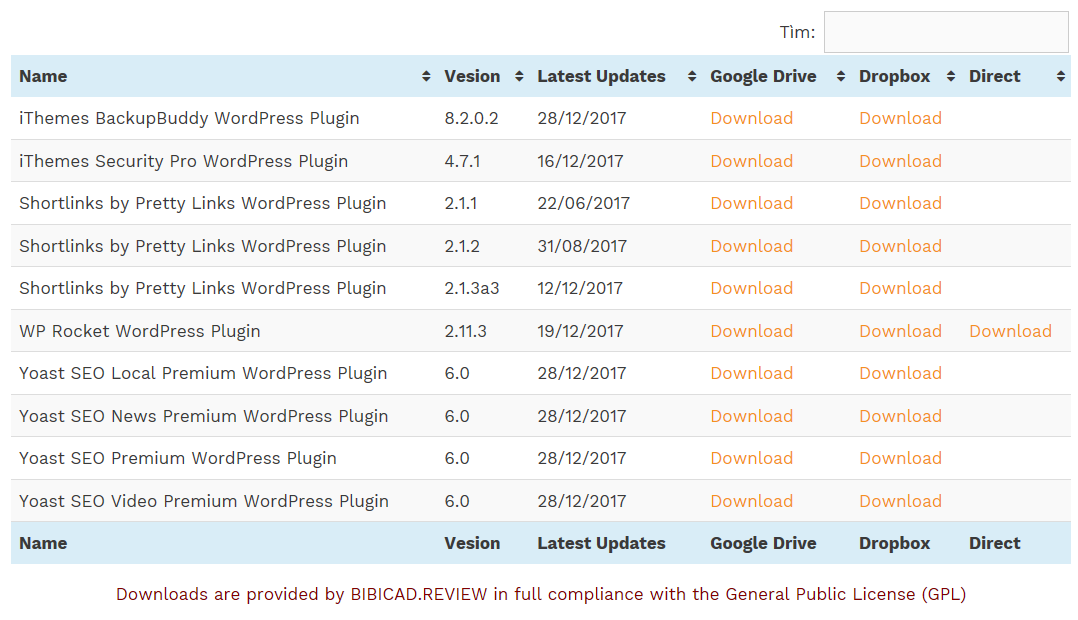 Tìm:
Name Vesion Latest Updates Google Drive Dropbox Direct
iThemes BackupBuddy WordPress Plugin 8.2.0.2 28/12/2017 Download Download
iThemes Security Pro WordPress Plugin 4.7.1 16/12/2017 Download Download
Shortlinks by Pretty Links WordPress Plugin 2.1.1 22/06/2017 Download Download
Shortlinks by Pretty Links WordPress Plugin 2.1.2 31/08/2017 Download Download
Shortlinks by Pretty Links WordPress Plugin 2.1.3a3 12/12/2017 Download Download
WP Rocket WordPress Plugin 2.11.3 19/12/2017 Download Download Download
Yoast SEO Local Premium WordPress Plugin 6.0 28/12/2017 Download Download
Yoast SEO News Premium WordPress Plugin 6.0 28/12/2017 Download Download
Yoast SEO Premium WordPress Plugin 6.0 28/12/2017 Download Download
Yoast SEO Video Premium WordPress Plugin 6.0 28/12/2017 Download Download
Name Vesion Latest Updates Google Drive Dropbox Direct
Downloads are provided by BIBICAD.REVIEW in full compliance with the General Public License (GPL)